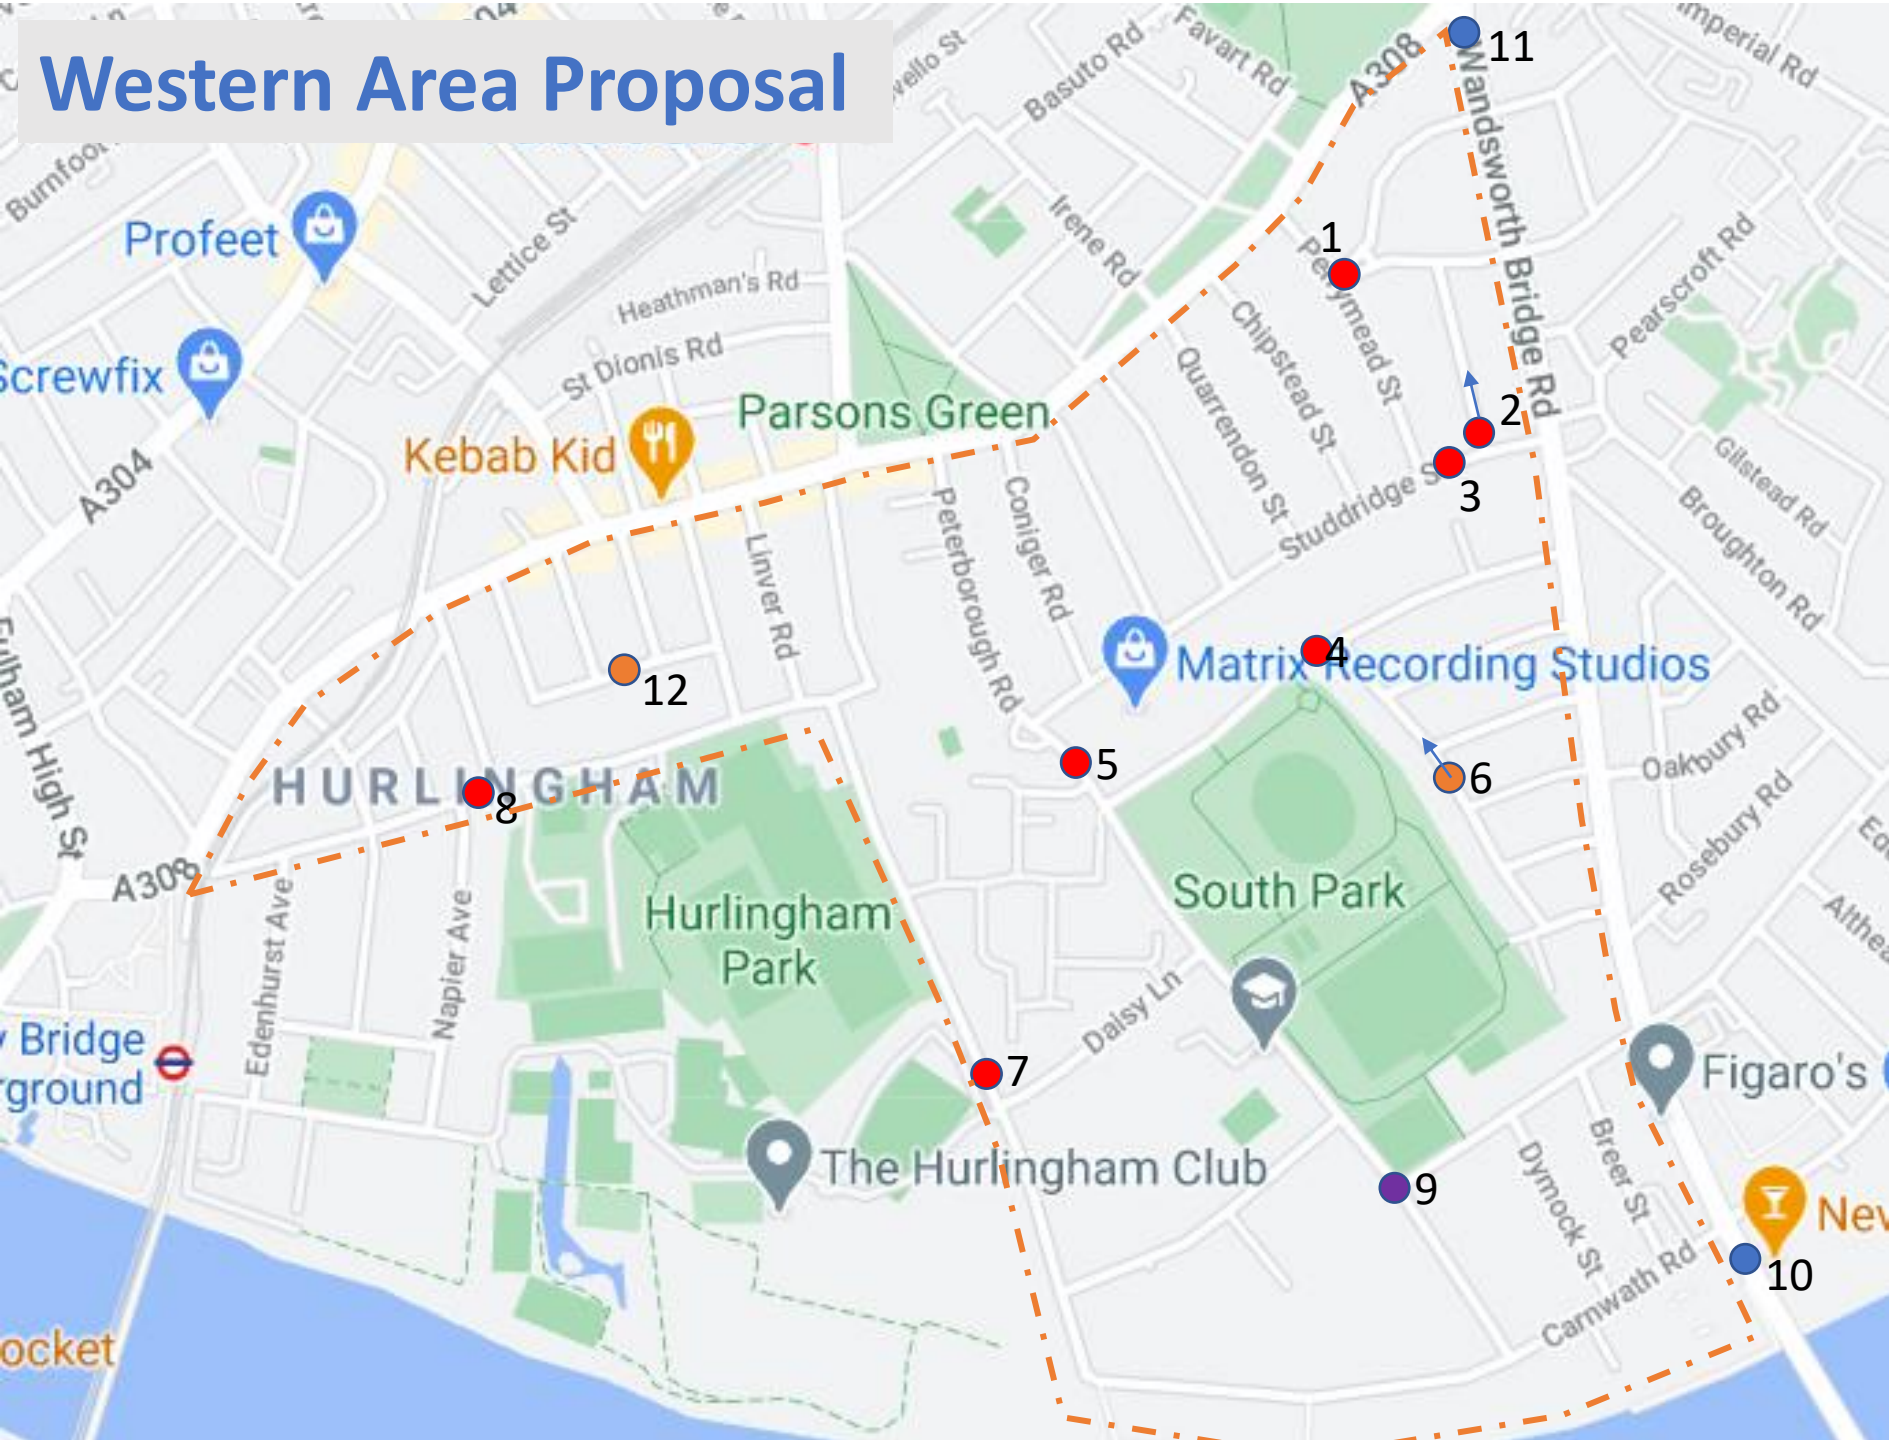 Western Area Proposal
A308
11
Imperial Rd
Favart Rd
Basuto Rd
Wandsworth Bridge Rd
Profeet
Lettice St
Irene Rd
1
Perrymead St
Pearscroft Rd
Heathman's Rd
St Dionis Rd
Chipstead St
Quarrendon St
Screwfix
Parsons Green
Kebab Kid
2
3
A304
Studdridge S
Gilstead Rd
Broughton Rd
Peterborough Rd
Coniger Rd
Linver Rd
Fulham High St
12
4
Matrix Recording Studios
5
6
Oakbury Rd
Rosebury Rd
HURLINGHAM
8
A308
South Park
Hurlingham
Park
Edenhurst Ave
Napier Ave
Daisy Ln
Bridge
7
Figaro's
The Hurlingham Club
9
Dymock St
Breer St
Carnwath Rd
10